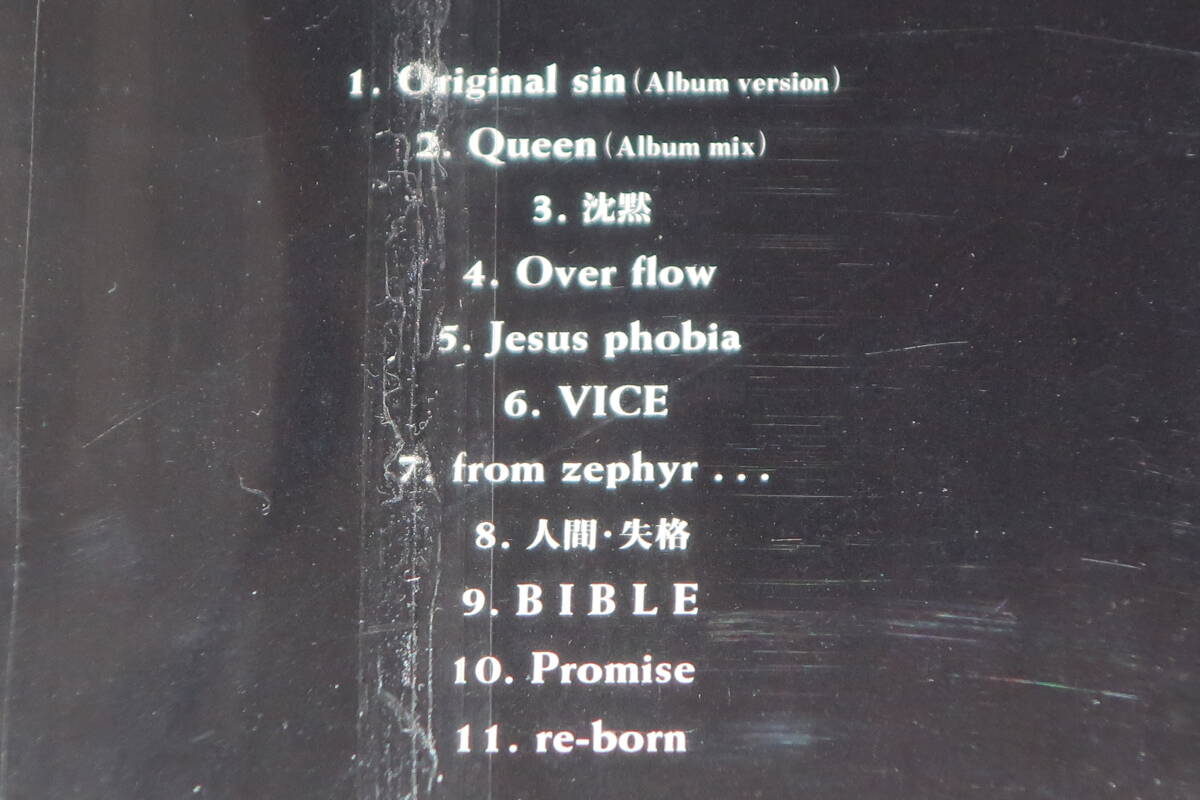 1. Original sin(Album version)
2. Queen(Album mix)
3. 沈黙
4. Over flow
5. Jesus phobia
6. VICE
7. from zephyr . . .
8. 人間·失格
9. B I B L E
10. Promise
11. re-born